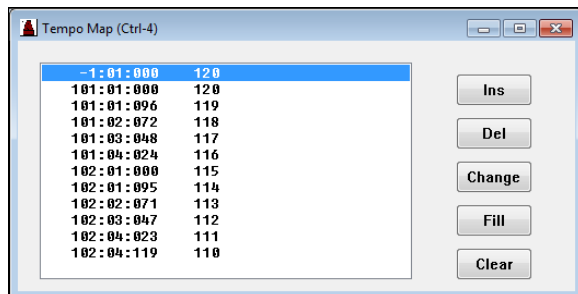 Tempo Map (Ctrl-4)
-1:01:000 120
101:01:000 120
101:01:096 119
101:02:072 118
101:03:048 117
101:04:024 116
102:01:000 115
102:01:095 114
102:02:071 113
102:03:047 112
102:04:023 111
102:04:119 110
Ins
Del
Change
Fill
Clear